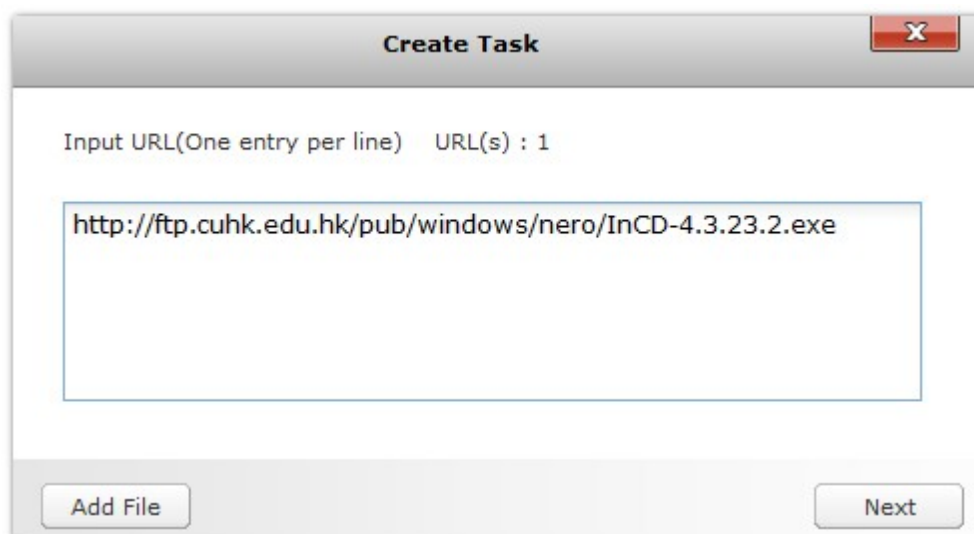 Create Task
Input URL(One entry per line) URL(s) : 1
http://ftp.cuhk.edu.hk/pub/windows/nero/InCD-4.3.23.2.exe
Add File
Next